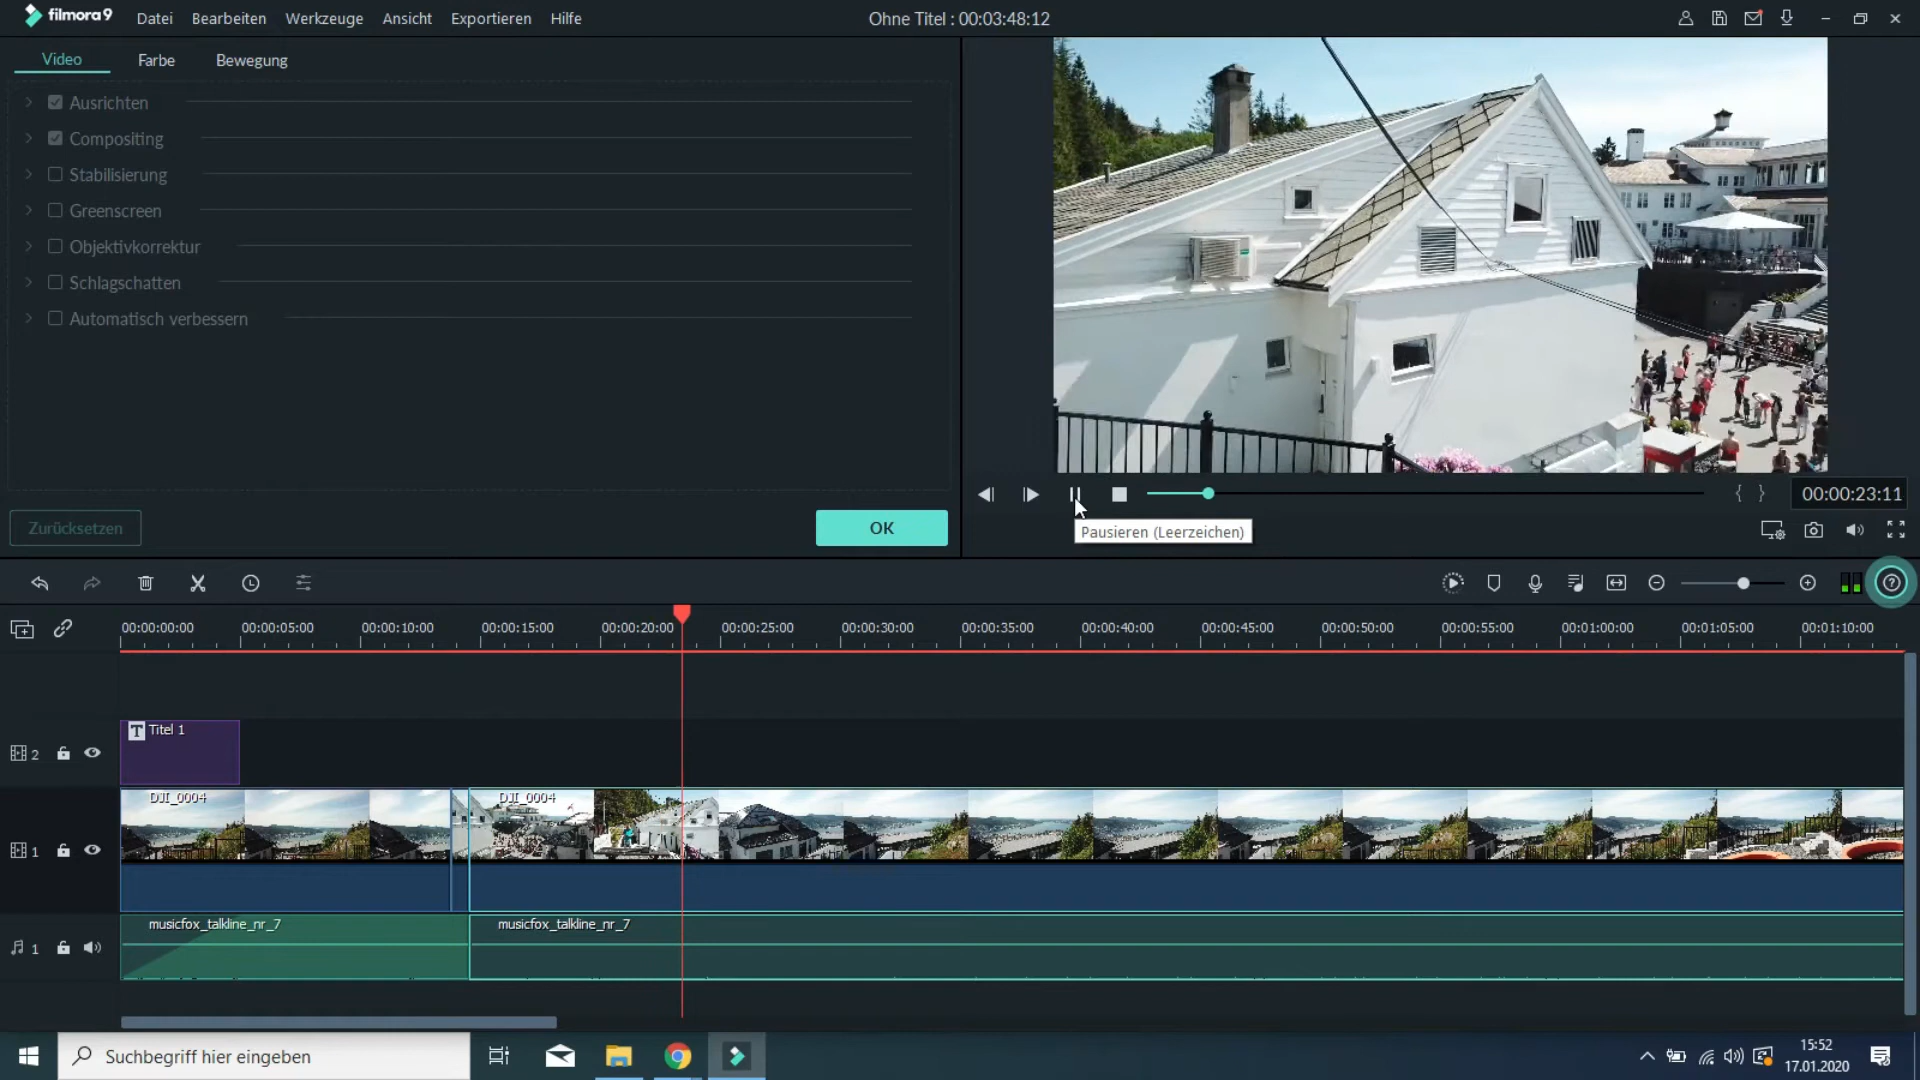 filmora9 Datei Bearbeiten Werkzeuge Ansicht Exportieren Hilfe Ohne Titel : 00:03:48:12
Video Farbe Bewegung
Ausrichten
Compositing
Stabilisierung
Greenscreen
Objektivkorrektur
Schlagschatten
Automatisch verbessern
Zurücksetzen OK
00:00:23:11
Pausieren (Leerzeichen)
00:00:00:00 00:00:05:00 00:00:10:00 00:00:15:00 00:00:20:00 00:00:25:00 00:00:30:00 00:00:35:00 00:00:40:00 00:00:45:00 00:00:50:00 00:00:55:00 00:01:00:00 00:01:05:00 00:01:10:00
T Titel 1
2
DJI_0004 DJI_0004
1
musicfox_talkline_nr_7 musicfox_talkline_nr_7
1
Suchbegriff hier eingeben
15:52
17.01.2020